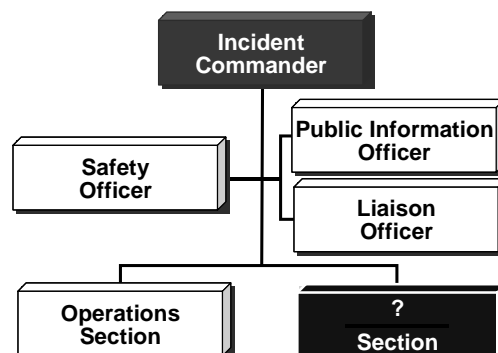 Incident
Commander
Public Information
Officer
Safety
Officer
Liaison
Officer
Operations
Section
?
Section